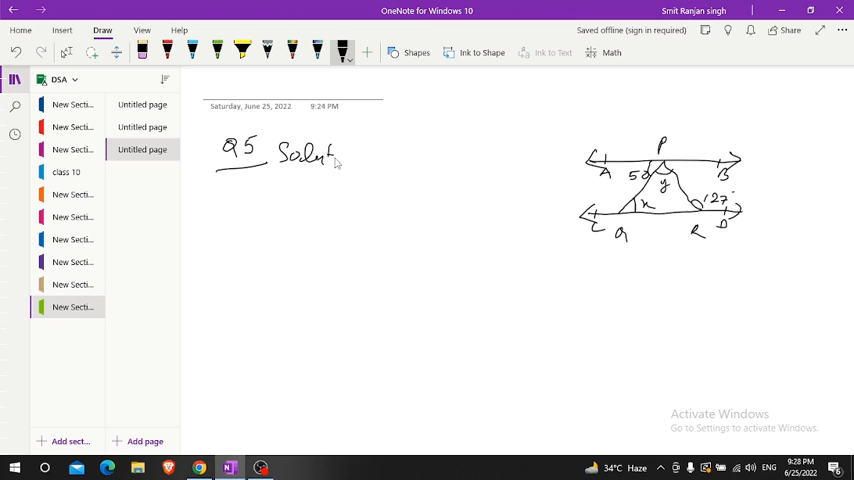 OneNote for Windows 10
Smit Ranjan singh
Home Insert Draw View Help
Saved offline (sign in required) Share
Shapes Ink to Shape Ink to Text Math
DSA
New Secti... Untitled page
New Secti... Untitled page
New Secti... Untitled page
class 10
New Secti...
New Secti...
New Secti...
New Secti...
New Secti...
New Secti...
Saturday, June 25, 2022 9:24 PM
Q5 Solut
P
A 50 y B
x 127°
C Q R D
Activate Windows
Go to Settings to activate Windows.
Add sect... Add page
34°C Haze ENG 9:28 PM
6/25/2022 6